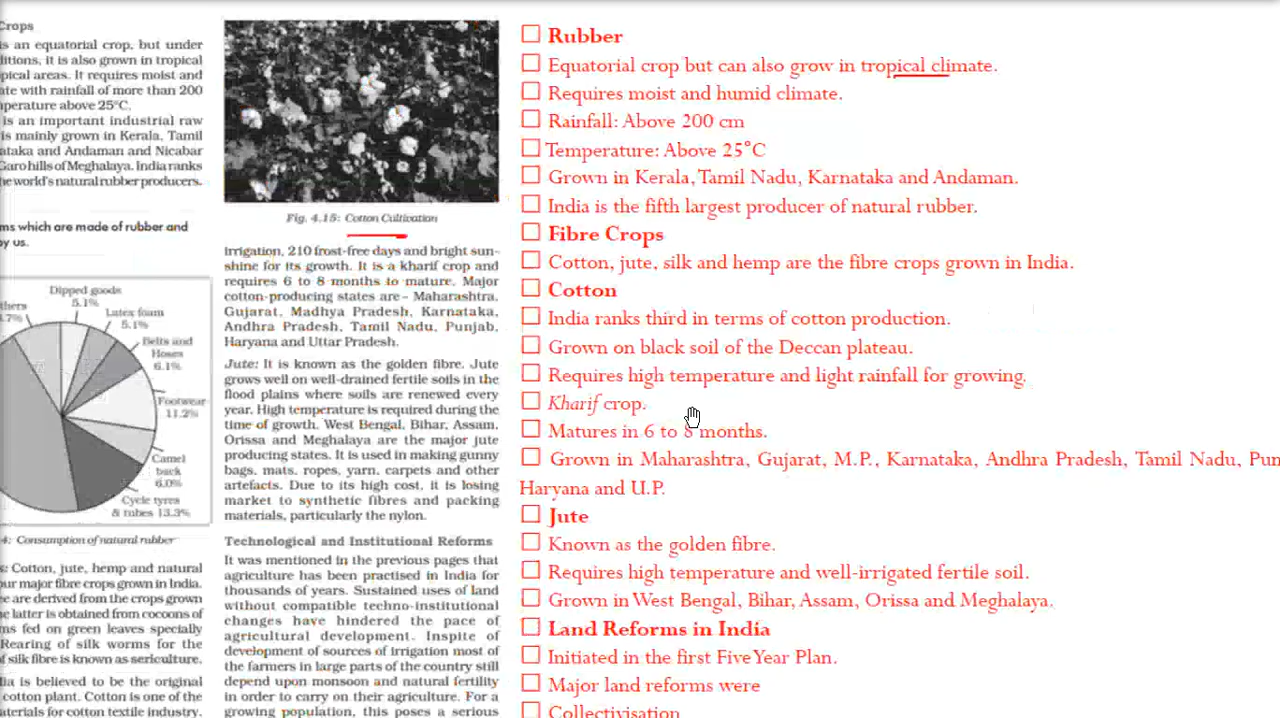 Crops
is an equatorial crop, but under
ditions, it is also grown in tropical
pical areas. It requires moist and
ate with rainfall of more than 200
perature above 25°C.
is an important industrial raw
is mainly grown in Kerala, Tamil
ataka and Andaman and Nicabar
Garo hills of Meghalaya. India ranks
he world's natural rubber producers.
ms which are made of rubber and
by us.
Dipped goods
5.1%
thers
.7%
Latex foam
5.1%
Belts and
Hoses
6.1%
Footwear
11.2%
Camel
back
6.0%
Cycle tyres
& tubes 13.3%
4: Consumption of natural rubber
s: Cotton, jute, hemp and natural
our major fibre crops grown in India.
ee are derived from the crops grown
he latter is obtained from cocoons of
ms fed on green leaves specially
Rearing of silk worms for the
f silk fibre is known as sericulture.
dia is believed to be the original
cotton plant. Cotton is one of the
aterials for cotton textile industry.
Fig. 4.15: Cotton Cultivation
irrigation, 210 frost-free days and bright sun-
shine for its growth. It is a kharif crop and
requires 6 to 8 months to mature. Major
cotton-producing states are– Maharashtra,
Gujarat, Madhya Pradesh, Karnataka,
Andhra Pradesh, Tamil Nadu, Punjab,
Haryana and Uttar Pradesh.
Jute: It is known as the golden fibre. Jute
grows well on well-drained fertile soils in the
flood plains where soils are renewed every
year. High temperature is required during the
time of growth. West Bengal, Bihar, Assam,
Orissa and Meghalaya are the major jute
producing states. It is used in making gunny
bags, mats, ropes, yarn, carpets and other
artefacts. Due to its high cost, it is losing
market to synthetic fibres and packing
materials, particularly the nylon.
Technological and Institutional Reforms
It was mentioned in the previous pages that
agriculture has been practised in India for
thousands of years. Sustained uses of land
without compatible techno-institutional
changes have hindered the pace of
agricultural development. Inspite of
development of sources of irrigation most of
the farmers in large parts of the country still
depend upon monsoon and natural fertility
in order to carry on their agriculture. For a
growing population, this poses a serious
☐ Rubber
☐ Equatorial crop but can also grow in tropical climate.
☐ Requires moist and humid climate.
☐ Rainfall: Above 200 cm
☐ Temperature: Above 25°C
☐ Grown in Kerala, Tamil Nadu, Karnataka and Andaman.
☐ India is the fifth largest producer of natural rubber.
☐ Fibre Crops
☐ Cotton, jute, silk and hemp are the fibre crops grown in India.
☐ Cotton
☐ India ranks third in terms of cotton production.
☐ Grown on black soil of the Deccan plateau.
☐ Requires high temperature and light rainfall for growing.
☐ Kharif crop.
☐ Matures in 6 to 8 months.
☐ Grown in Maharashtra, Gujarat, M.P., Karnataka, Andhra Pradesh, Tamil Nadu, Pun
Haryana and U.P.
☐ Jute
☐ Known as the golden fibre.
☐ Requires high temperature and well-irrigated fertile soil.
☐ Grown in West Bengal, Bihar, Assam, Orissa and Meghalaya.
☐ Land Reforms in India
☐ Initiated in the first Five Year Plan.
☐ Major land reforms were
☐ Collectivisation